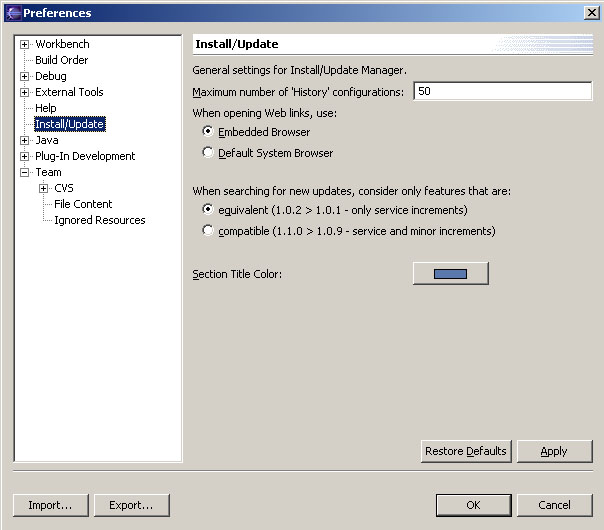 Preferences
Workbench
Build Order
Debug
External Tools
Help
Install/Update
Java
Plug-In Development
Team
CVS
File Content
Ignored Resources
Install/Update
General settings for Install/Update Manager.
Maximum number of 'History' configurations: 50
When opening Web links, use:
Embedded Browser
Default System Browser
When searching for new updates, consider only features that are:
equivalent (1.0.2 > 1.0.1 - only service increments)
compatible (1.1.0 > 1.0.9 - service and minor increments)
Section Title Color:
Restore Defaults Apply
Import... Export... OK Cancel